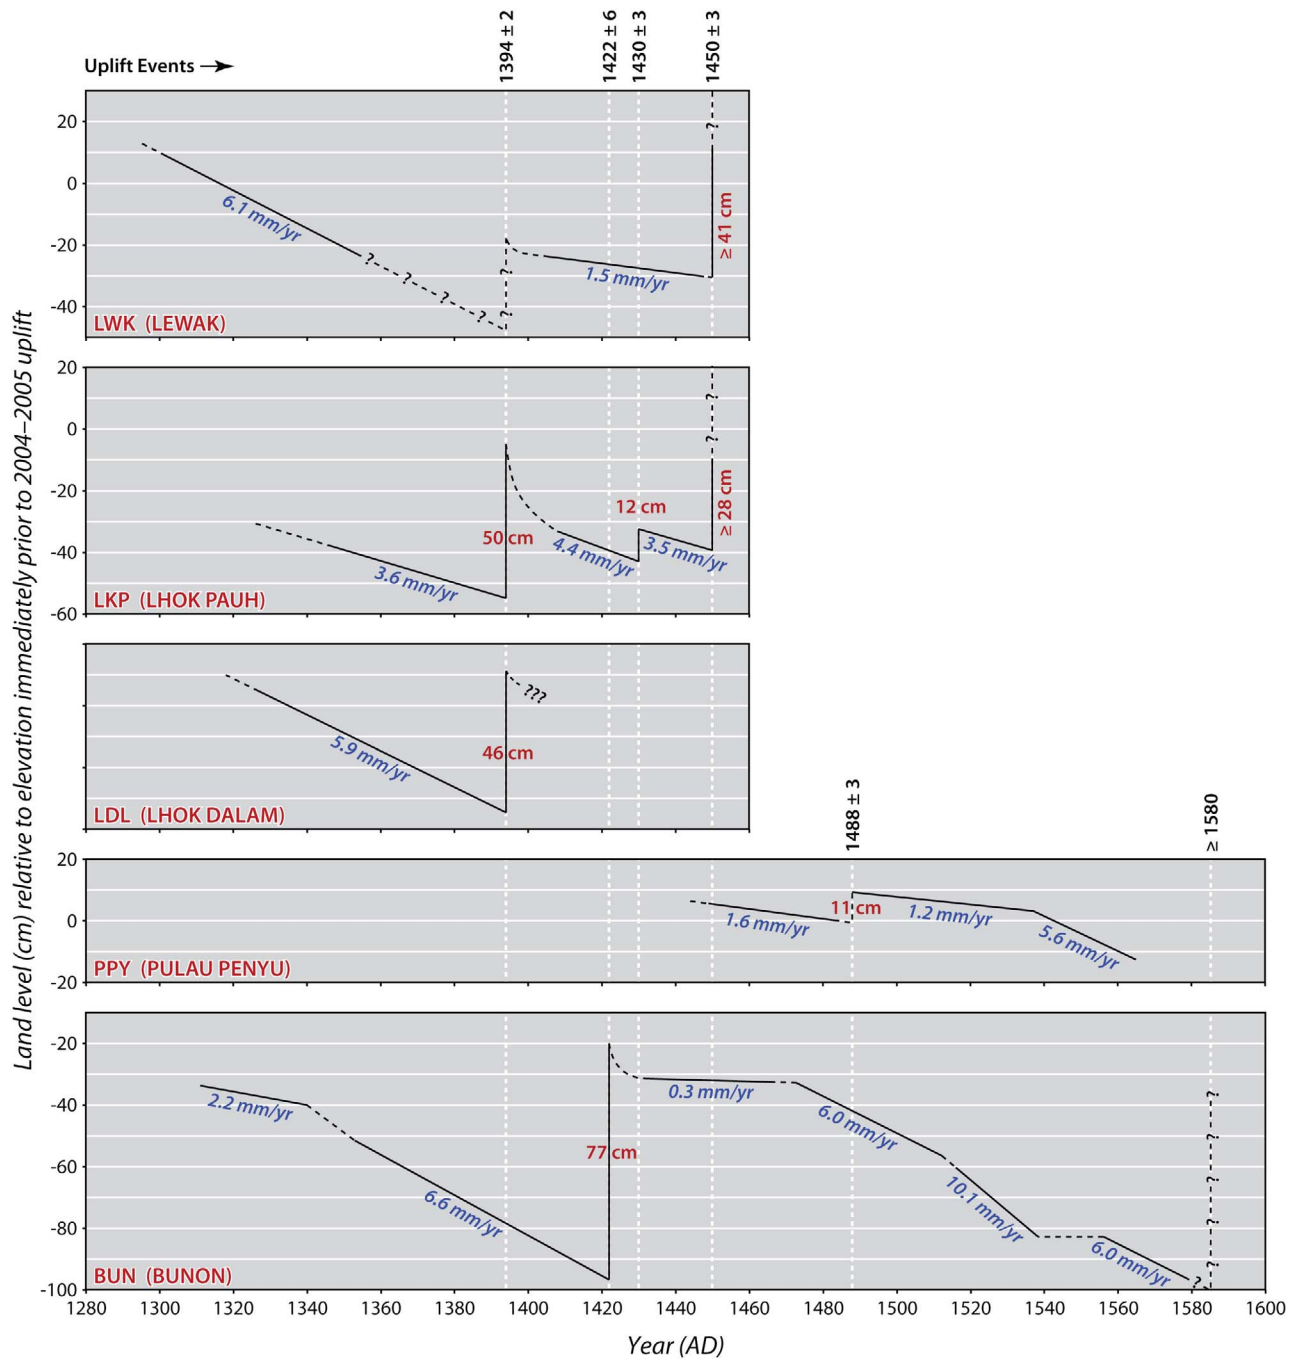 Uplift Events →
1394 ± 2
1422 ± 6
1430 ± 3
1450 ± 3
Land level (cm) relative to elevation immediately prior to 2004–2005 uplift
20
0
-20
-40
6.1 mm/yr
?
?
?
?
?
?
1.5 mm/yr
≥ 41 cm
?
LWK (LEWAK)
20
0
-20
-40
-60
3.6 mm/yr
50 cm
4.4 mm/yr
12 cm
3.5 mm/yr
≥ 28 cm
?
?
LKP (LHOK PAUH)
5.9 mm/yr
46 cm
???
LDL (LHOK DALAM)
1488 ± 3
≥ 1580
20
0
-20
1.6 mm/yr
11 cm
1.2 mm/yr
5.6 mm/yr
PPY (PULAU PENYU)
-20
-40
-60
-80
-100
2.2 mm/yr
6.6 mm/yr
77 cm
0.3 mm/yr
6.0 mm/yr
10.1 mm/yr
6.0 mm/yr
?
?
?
?
?
?
BUN (BUNON)
1280 1300 1320 1340 1360 1380 1400 1420 1440 1460 1480 1500 1520 1540 1560 1580 1600
Year (AD)